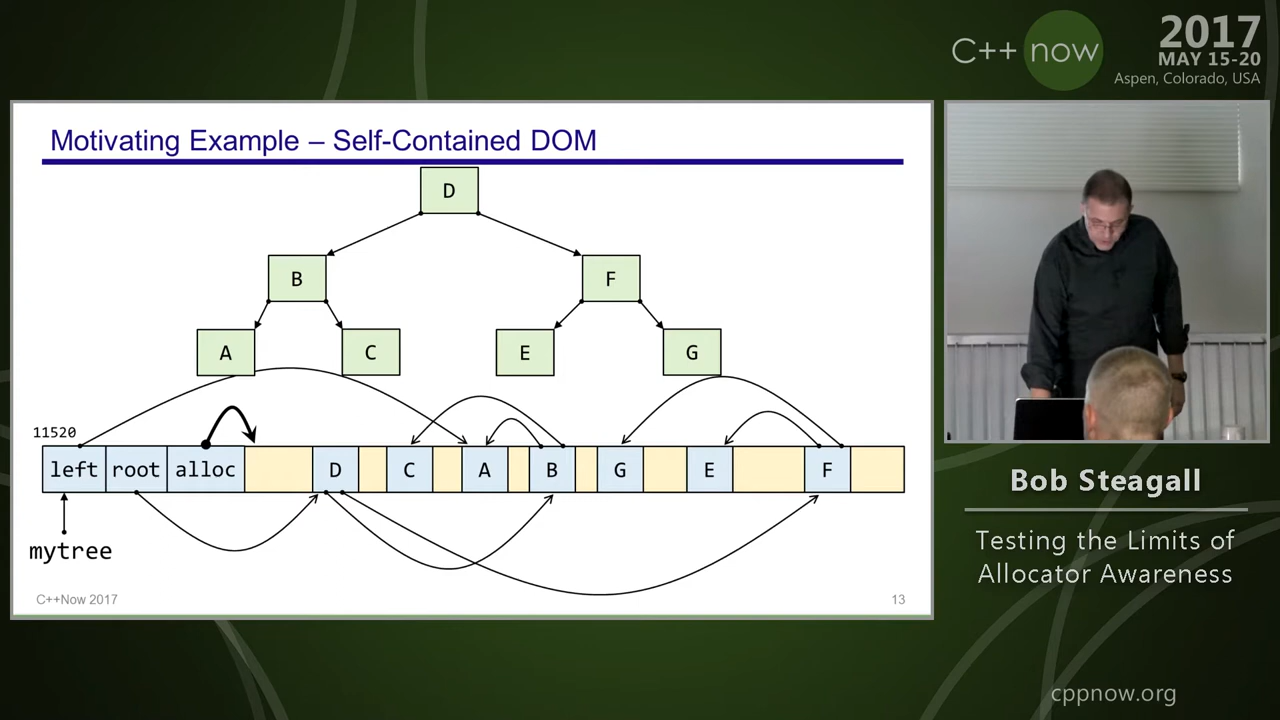 C++ now
2017
MAY 15-20
Aspen, Colorado, USA
Motivating Example – Self-Contained DOM
D
B
F
A
C
E
G
11520
left root alloc D C A B G E F
mytree
C++Now 2017
13
Bob Steagall
Testing the Limits of
Allocator Awareness
cppnow.org